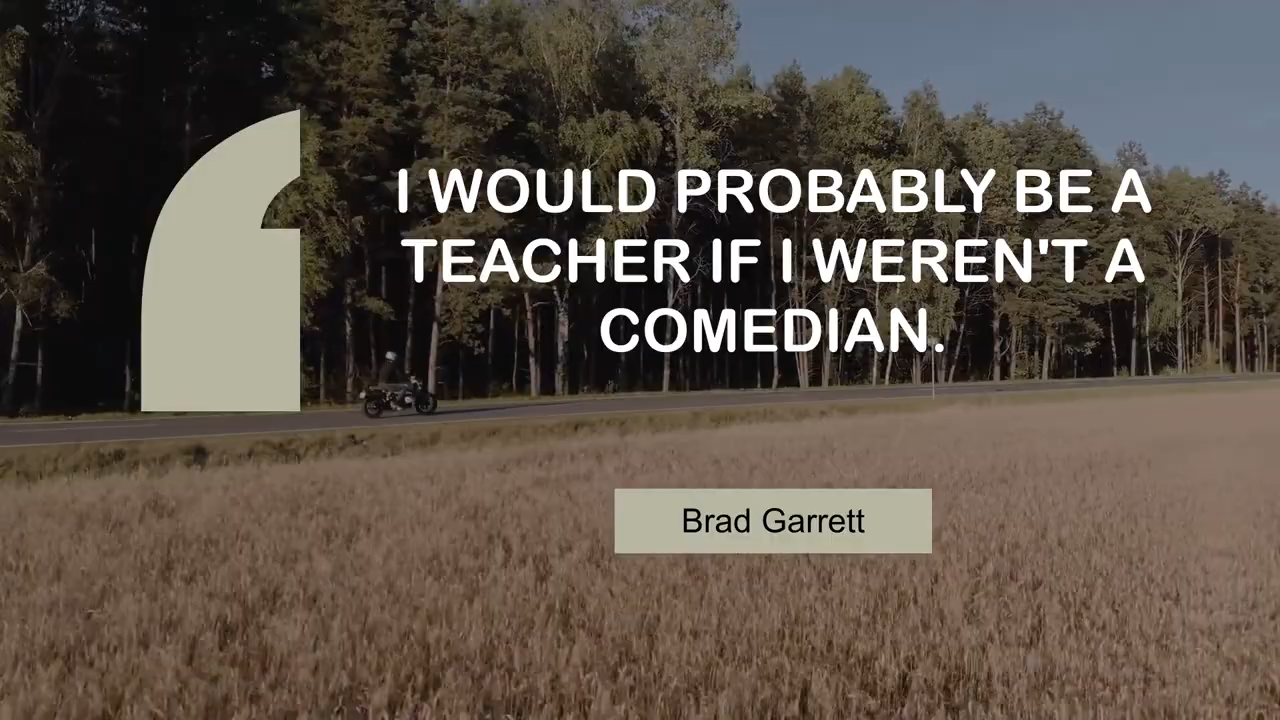 I WOULD PROBABLY BE A
TEACHER IF I WEREN'T A
COMEDIAN.
Brad Garrett